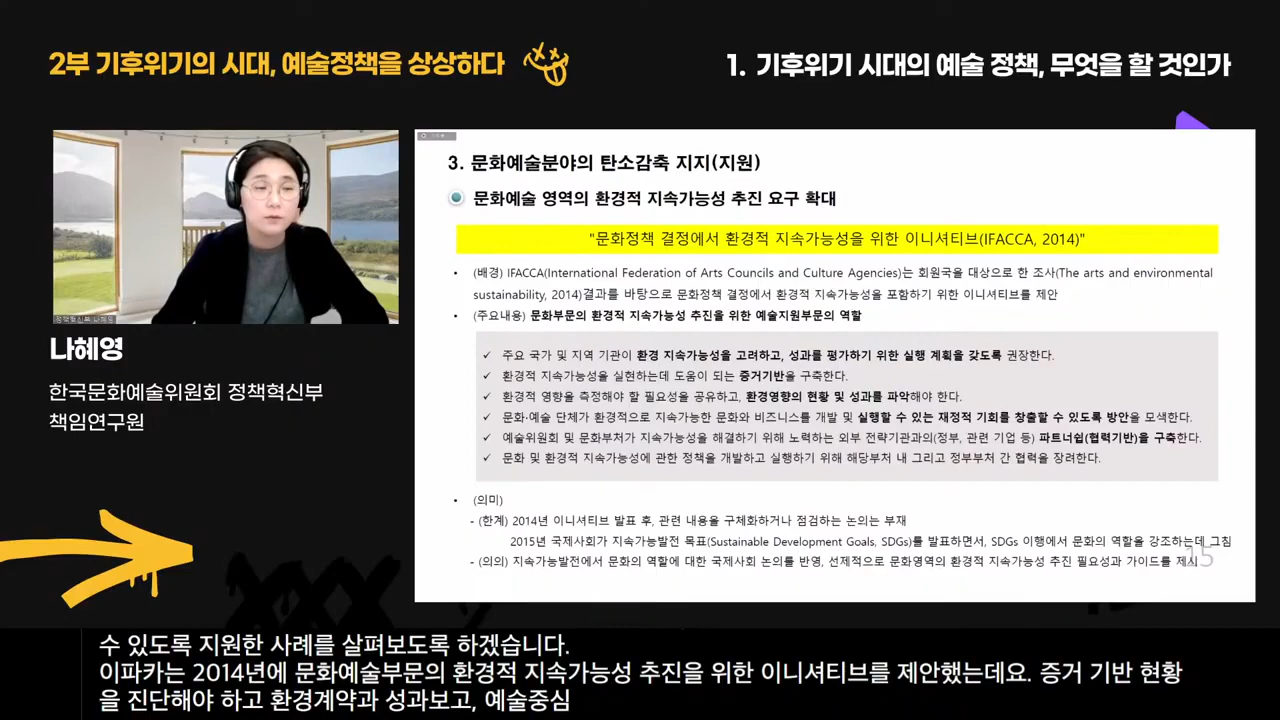 2부 기후위기의 시대, 예술정책을 상상하다
1. 기후위기 시대의 예술 정책, 무엇을 할 것인가
정책혁신부 나혜영
나혜영
한국문화예술위원회 정책혁신부
책임연구원
3. 문화예술분야의 탄소감축 지지(지원)
문화예술 영역의 환경적 지속가능성 추진 요구 확대
"문화정책 결정에서 환경적 지속가능성을 위한 이니셔티브(IFACCA, 2014)"
• (배경) IFACCA(International Federation of Arts Councils and Culture Agencies)는 회원국을 대상으로 한 조사(The arts and environmental
sustainability, 2014)결과를 바탕으로 문화정책 결정에서 환경적 지속가능성을 포함하기 위한 이니셔티브를 제안
• (주요내용) 문화부문의 환경적 지속가능성 추진을 위한 예술지원부문의 역할
✓ 주요 국가 및 지역 기관이 환경 지속가능성을 고려하고, 성과를 평가하기 위한 실행 계획을 갖도록 권장한다.
✓ 환경적 지속가능성을 실현하는데 도움이 되는 증거기반을 구축한다.
✓ 환경적 영향을 측정해야 할 필요성을 공유하고, 환경영향의 현황 및 성과를 파악해야 한다.
✓ 문화·예술 단체가 환경적으로 지속가능한 문화와 비즈니스를 개발 및 실행할 수 있는 재정적 기회를 창출할 수 있도록 방안을 모색한다.
✓ 예술위원회 및 문화부처가 지속가능성을 해결하기 위해 노력하는 외부 전략기관과의(정부, 관련 기업 등) 파트너쉽(협력기반)을 구축한다.
✓ 문화 및 환경적 지속가능성에 관한 정책을 개발하고 실행하기 위해 해당부처 내 그리고 정부부처 간 협력을 장려한다.
• (의미)
- (한계) 2014년 이니셔티브 발표 후, 관련 내용을 구체화하거나 점검하는 논의는 부재
2015년 국제사회가 지속가능발전 목표(Sustainable Development Goals, SDGs)를 발표하면서, SDGs 이행에서 문화의 역할을 강조하는데 그침
- (의의) 지속가능발전에서 문화의 역할에 대한 국제사회 논의를 반영, 선제적으로 문화영역의 환경적 지속가능성 추진 필요성과 가이드를 제시
15
수 있도록 지원한 사례를 살펴보도록 하겠습니다.
이파카는 2014년에 문화예술부문의 환경적 지속가능성 추진을 위한 이니셔티브를 제안했는데요. 증거 기반 현황
을 진단해야 하고 환경계약과 성과보고, 예술중심